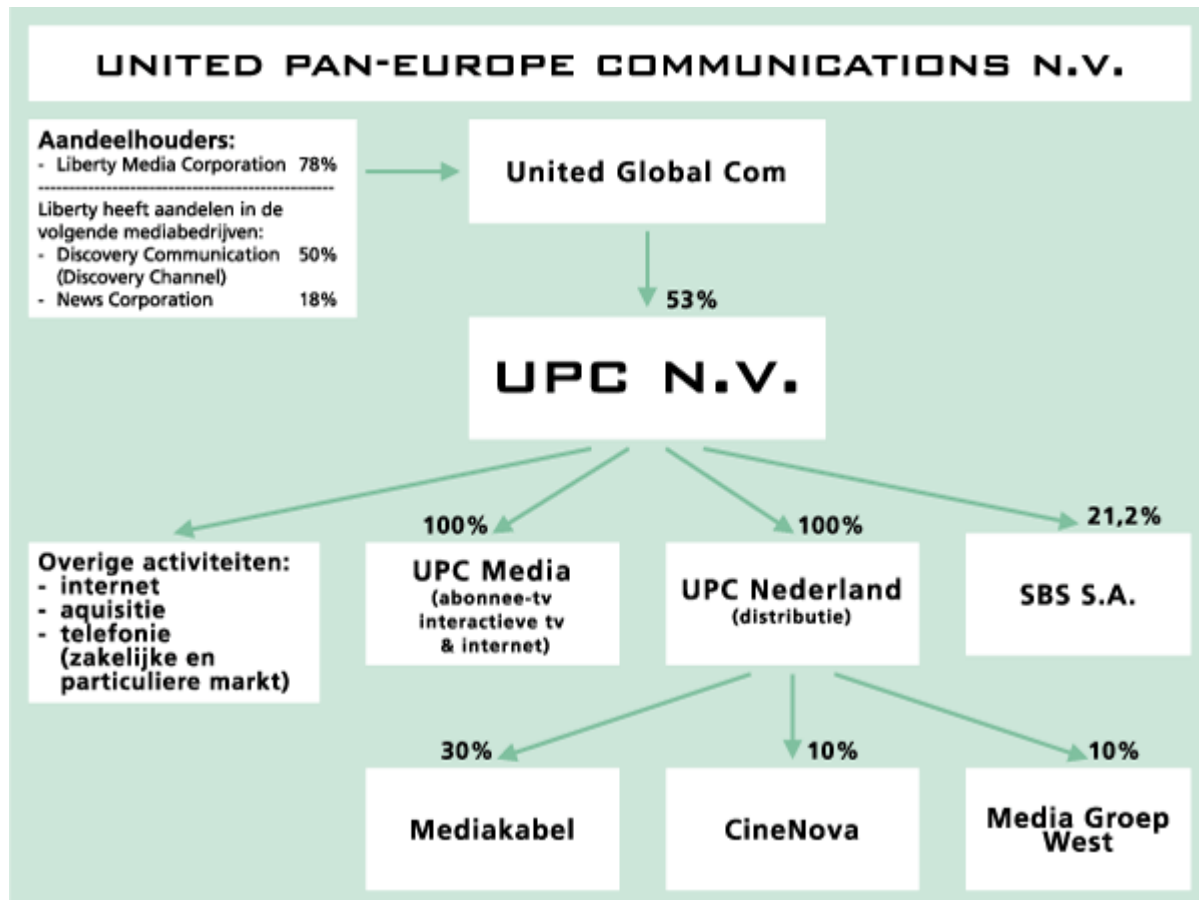 UNITED PAN-EUROPE COMMUNICATIONS N.V.
Aandeelhouders:
- Liberty Media Corporation 78%
Liberty heeft aandelen in de
volgende mediabedrijven:
- Discovery Communication 50%
(Discovery Channel)
- News Corporation 18%
United Global Com
53%
UPC N.V.
Overige activiteiten:
- internet
- aquisitie
- telefonie
(zakelijke en
particuliere markt)
100%
UPC Media
(abonnee-tv
interactieve tv
& internet)
100%
UPC Nederland
(distributie)
21,2%
SBS S.A.
30%
Mediakabel
10%
CineNova
10%
Media Groep
West